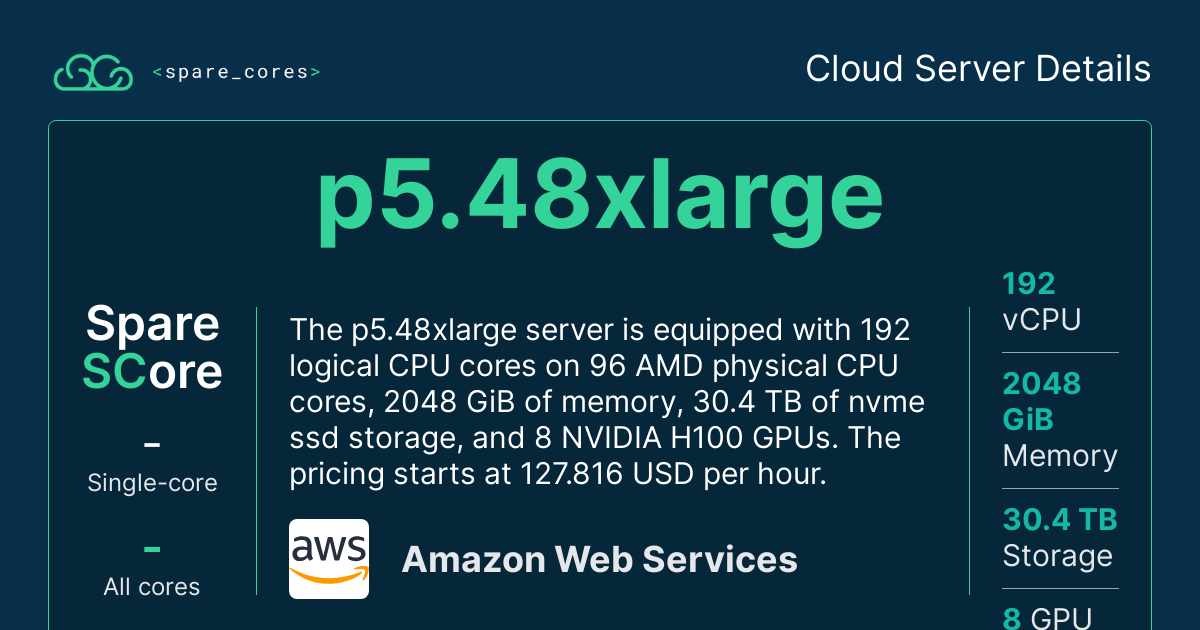 <spare_cores>
Cloud Server Details
p5.48xlarge
Spare
SCore
-
Single-core
-
All cores
The p5.48xlarge server is equipped with 192
logical CPU cores on 96 AMD physical CPU
cores, 2048 GiB of memory, 30.4 TB of nvme
ssd storage, and 8 NVIDIA H100 GPUs. The
pricing starts at 127.816 USD per hour.
aws
Amazon Web Services
192
vCPU
2048
GiB
Memory
30.4 TB
Storage
8 GPU